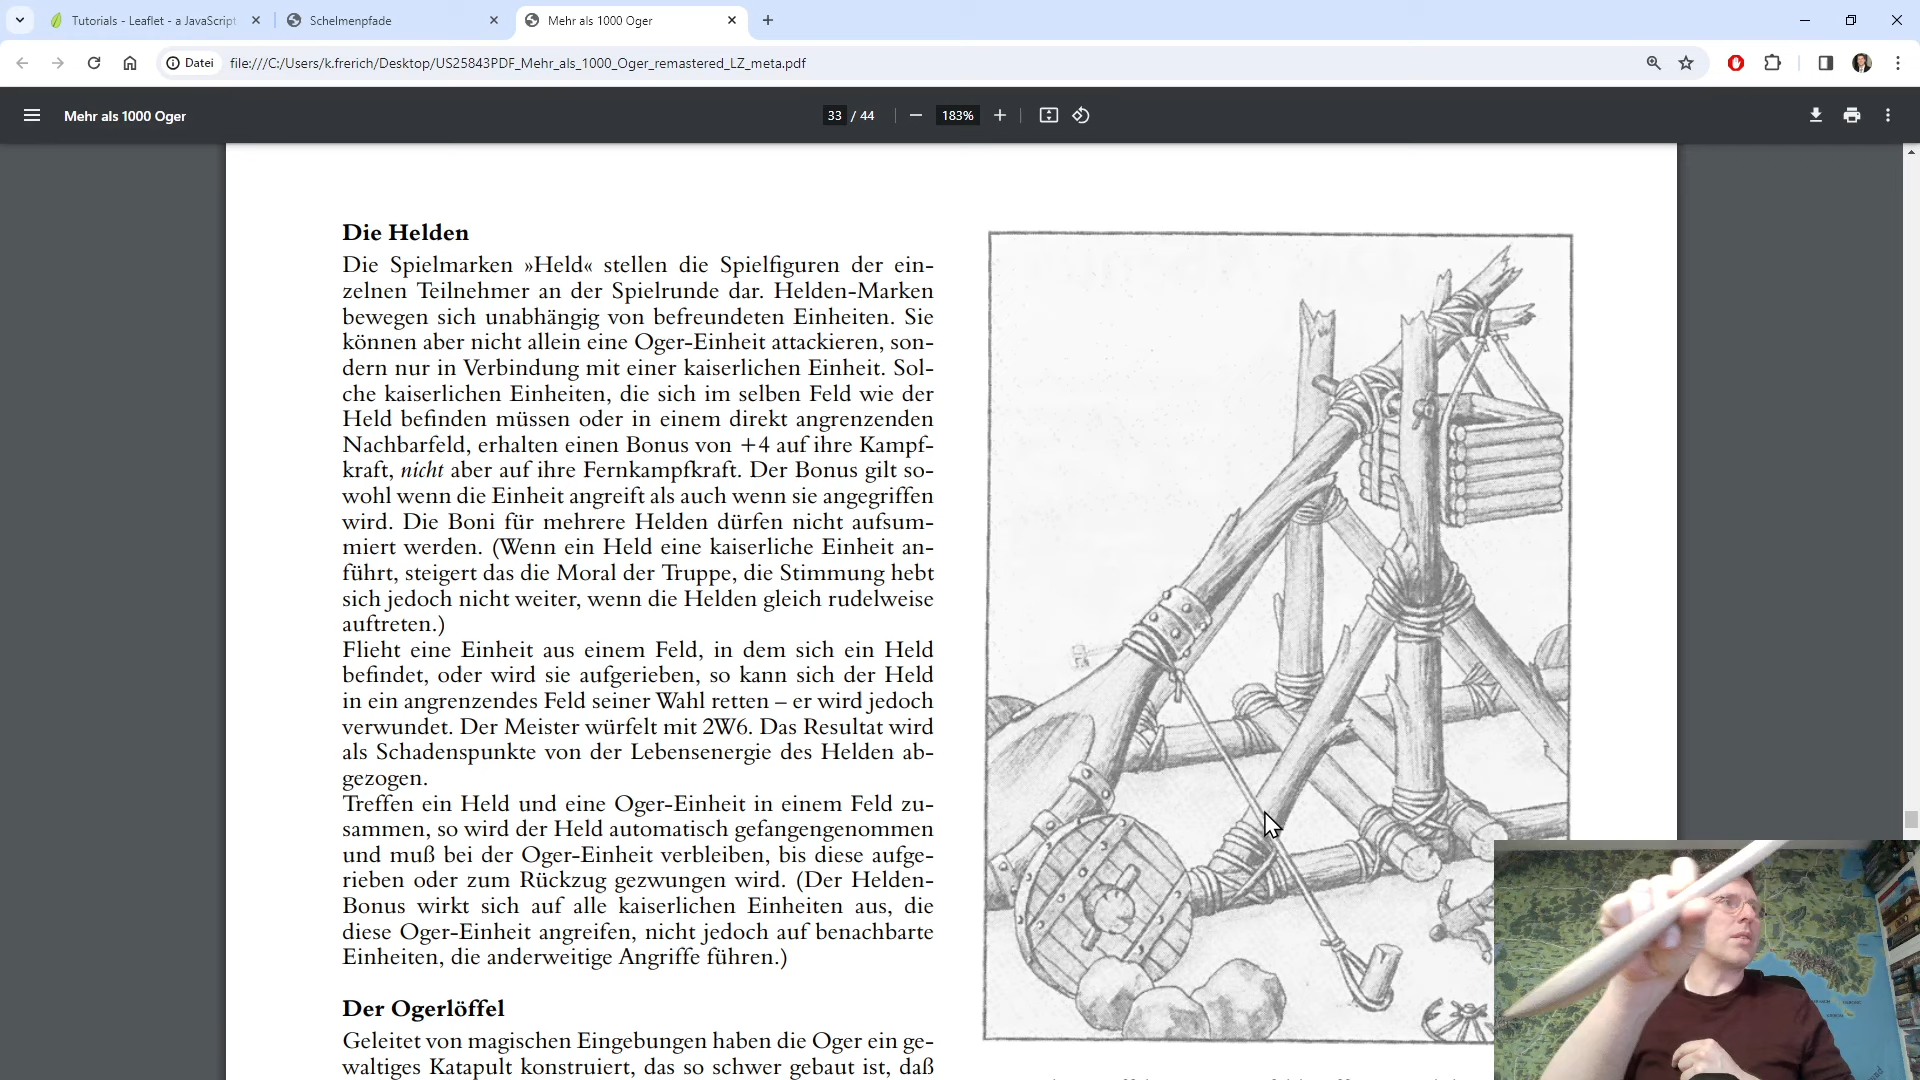 Tutorials - Leaflet - a JavaScript
Schelmenpfade
Mehr als 1000 Oger
Datei
file:///C:/Users/k.frerich/Desktop/US25843PDF_Mehr_als_1000_Oger_remastered_LZ_meta.pdf
Mehr als 1000 Oger
33 / 44
183%
Die Helden
Die Spielmarken »Held« stellen die Spielfiguren der ein-
zelnen Teilnehmer an der Spielrunde dar. Helden-Marken
bewegen sich unabhängig von befreundeten Einheiten. Sie
können aber nicht allein eine Oger-Einheit attackieren, son-
dern nur in Verbindung mit einer kaiserlichen Einheit. Sol-
che kaiserlichen Einheiten, die sich im selben Feld wie der
Held befinden müssen oder in einem direkt angrenzenden
Nachbarfeld, erhalten einen Bonus von +4 auf ihre Kampf-
kraft, nicht aber auf ihre Fernkampfkraft. Der Bonus gilt so-
wohl wenn die Einheit angreift als auch wenn sie angegriffen
wird. Die Boni für mehrere Helden dürfen nicht aufsum-
miert werden. (Wenn ein Held eine kaiserliche Einheit an-
führt, steigert das die Moral der Truppe, die Stimmung hebt
sich jedoch nicht weiter, wenn die Helden gleich rudelweise
auftreten.)
Flieht eine Einheit aus einem Feld, in dem sich ein Held
befindet, oder wird sie aufgerieben, so kann sich der Held
in ein angrenzendes Feld seiner Wahl retten – er wird jedoch
verwundet. Der Meister würfelt mit 2W6. Das Resultat wird
als Schadenspunkte von der Lebensenergie des Helden ab-
gezogen.
Treffen ein Held und eine Oger-Einheit in einem Feld zu-
sammen, so wird der Held automatisch gefangengenommen
und muß bei der Oger-Einheit verbleiben, bis diese aufge-
rieben oder zum Rückzug gezwungen wird. (Der Helden-
Bonus wirkt sich auf alle kaiserlichen Einheiten aus, die
diese Oger-Einheit angreifen, nicht jedoch auf benachbarte
Einheiten, die anderweitige Angriffe führen.)
Der Ogerlöffel
Geleitet von magischen Eingebungen haben die Oger ein ge-
waltiges Katapult konstruiert, das so schwer gebaut ist, daß